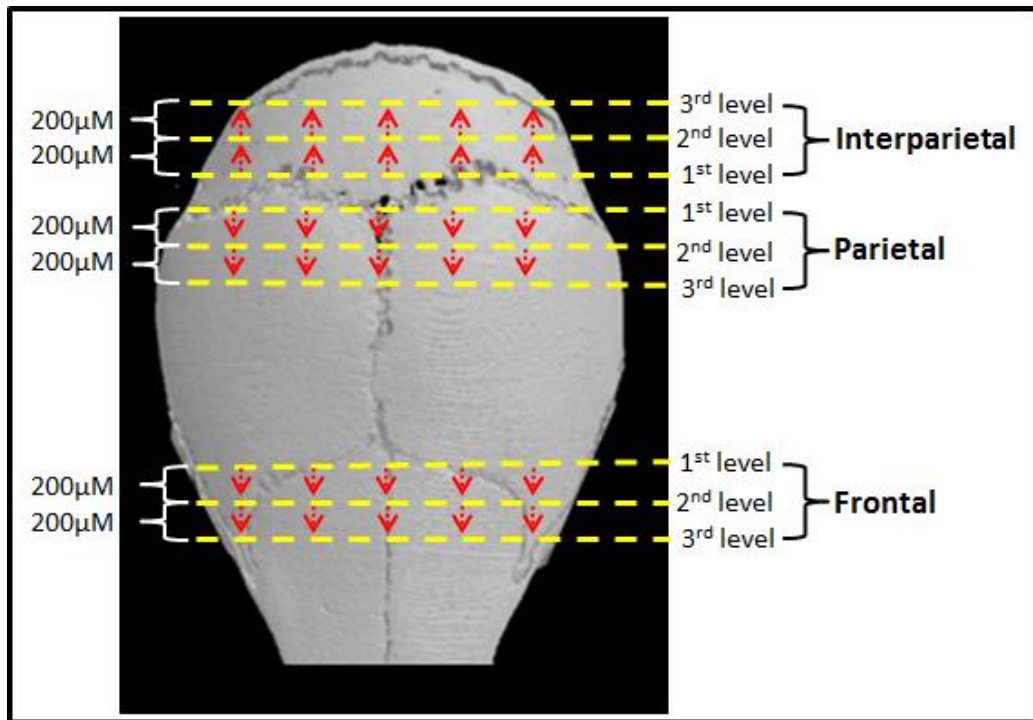 200µM
200µM
3rd level
2nd level
1st level
Interparietal
200µM
200µM
1st level
2nd level
3rd level
Parietal
200µM
200µM
1st level
2nd level
3rd level
Frontal